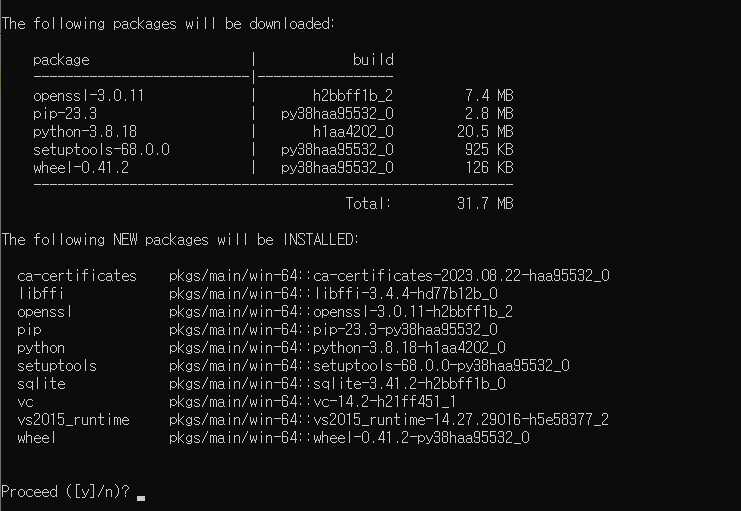 The following packages will be downloaded:
package | build
---------------------------|-----------------
openssl-3.0.11 | h2bbff1b_2 7.4 MB
pip-23.3 | py38haa95532_0 2.8 MB
python-3.8.18 | h1aa4202_0 20.5 MB
setuptools-68.0.0 | py38haa95532_0 925 KB
wheel-0.41.2 | py38haa95532_0 126 KB
------------------------------------------------------------
Total: 31.7 MB
The following NEW packages will be INSTALLED:
ca-certificates pkgs/main/win-64::ca-certificates-2023.08.22-haa95532_0
libffi pkgs/main/win-64::libffi-3.4.4-hd77b12b_0
openssl pkgs/main/win-64::openssl-3.0.11-h2bbff1b_2
pip pkgs/main/win-64::pip-23.3-py38haa95532_0
python pkgs/main/win-64::python-3.8.18-h1aa4202_0
setuptools pkgs/main/win-64::setuptools-68.0.0-py38haa95532_0
sqlite pkgs/main/win-64::sqlite-3.41.2-h2bbff1b_0
vc pkgs/main/win-64::vc-14.2-h21ff451_1
vs2015_runtime pkgs/main/win-64::vs2015_runtime-14.27.29016-h5e58377_2
wheel pkgs/main/win-64::wheel-0.41.2-py38haa95532_0
Proceed ([y]/n)? _